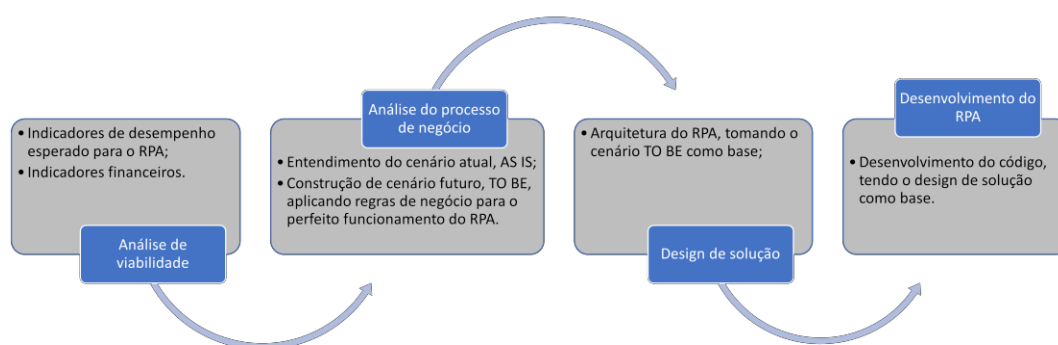 • Indicadores de desempenho
esperado para o RPA;
• Indicadores financeiros.
Análise de
viabilidade
Análise do processo
de negócio
• Entendimento do cenário atual, AS IS;
• Construção de cenário futuro, TO BE,
aplicando regras de negócio para o
perfeito funcionamento do RPA.
• Arquitetura do RPA, tomando o
cenário TO BE como base;
Design de solução
Desenvolvimento do
RPA
• Desenvolvimento do código,
tendo o design de solução
como base.